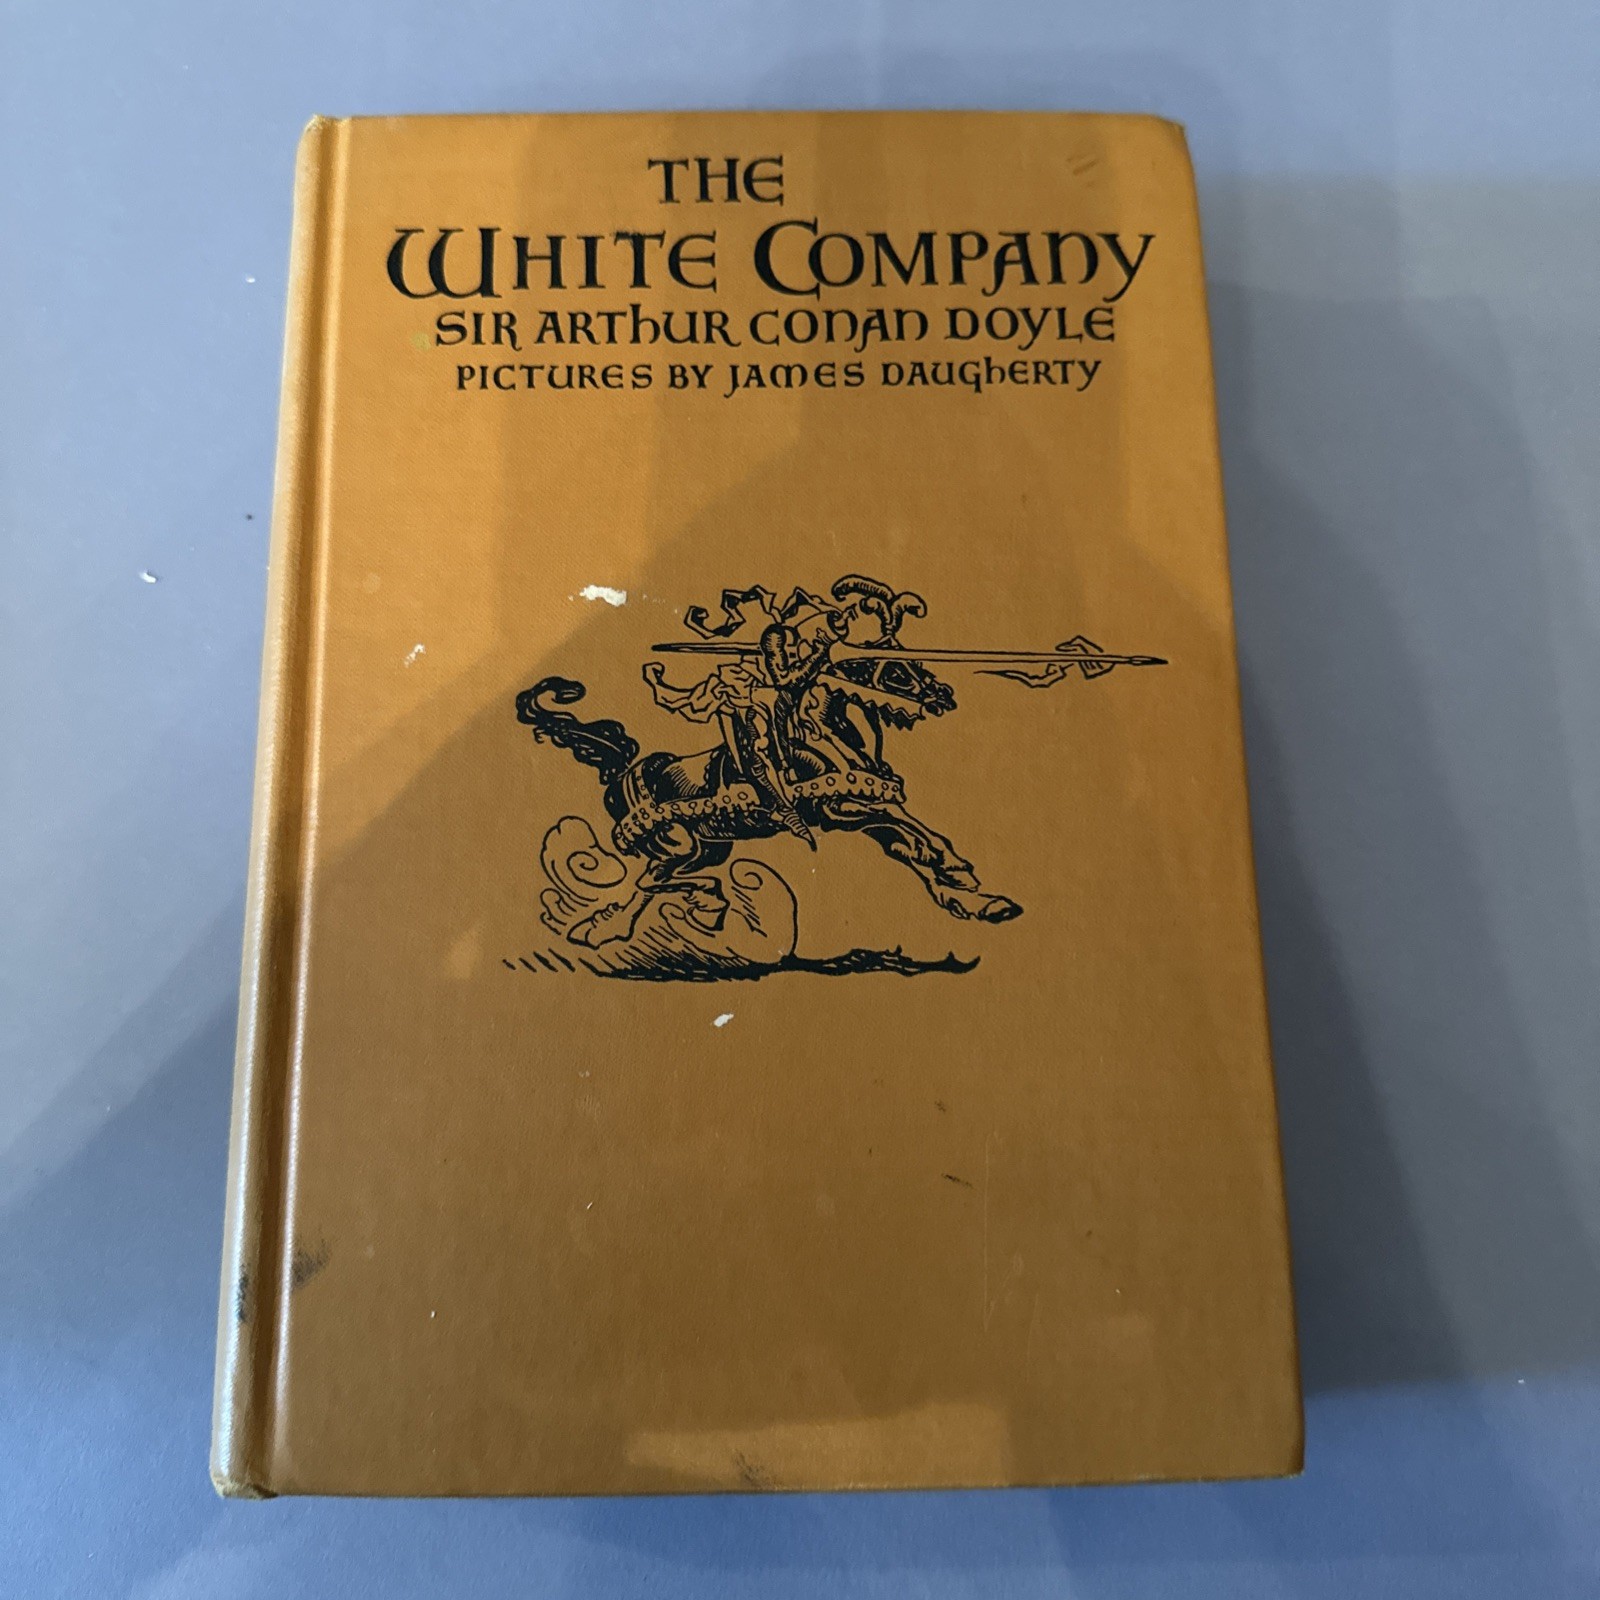 THE
WHITE COMPANY
SIR ARTHUR CONAN DOYLE
PICTURES BY JAMES DAUGHERTY